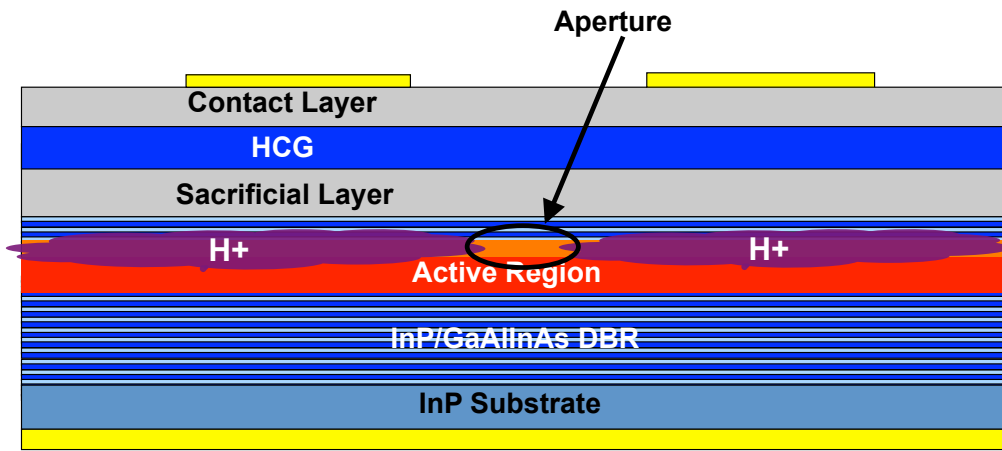 Aperture
Contact Layer
HCG
Sacrificial Layer
H+ H+
Active Region
InP/GaAlInAs DBR
InP Substrate